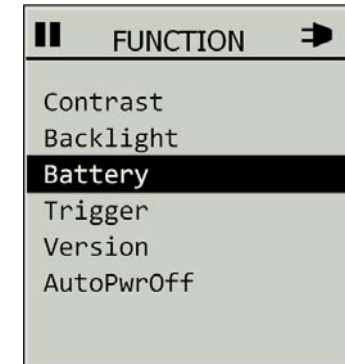 FUNCTION
Contrast
Backlight
Battery
Trigger
Version
AutoPwrOff